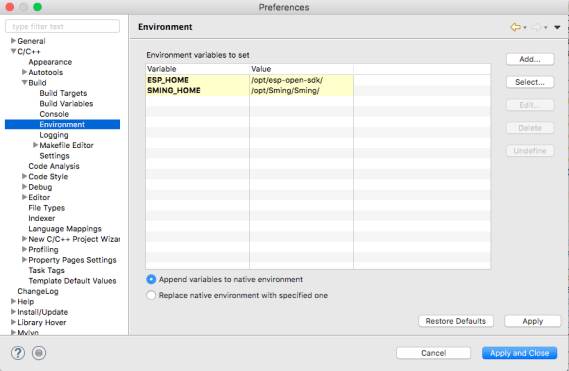 Preferences
type filter text
General
C/C++
Appearance
Autotools
Build
Build Targets
Build Variables
Console
Environment
Logging
Makefile Editor
Settings
Code Analysis
Code Style
Debug
Editor
File Types
Indexer
Language Mappings
New C/C++ Project Wizar
Profiling
Property Pages Settings
Task Tags
Template Default Values
ChangeLog
Help
Install/Update
Library Hover
Mylyn
Environment
Environment variables to set
Variable Value
ESP_HOME /opt/esp-open-sdk/
SMING_HOME /opt/Sming/Sming/
Add...
Select...
Edit...
Delete
Undefine
Append variables to native environment
Replace native environment with specified one
Restore Defaults Apply
? Cancel Apply and Close